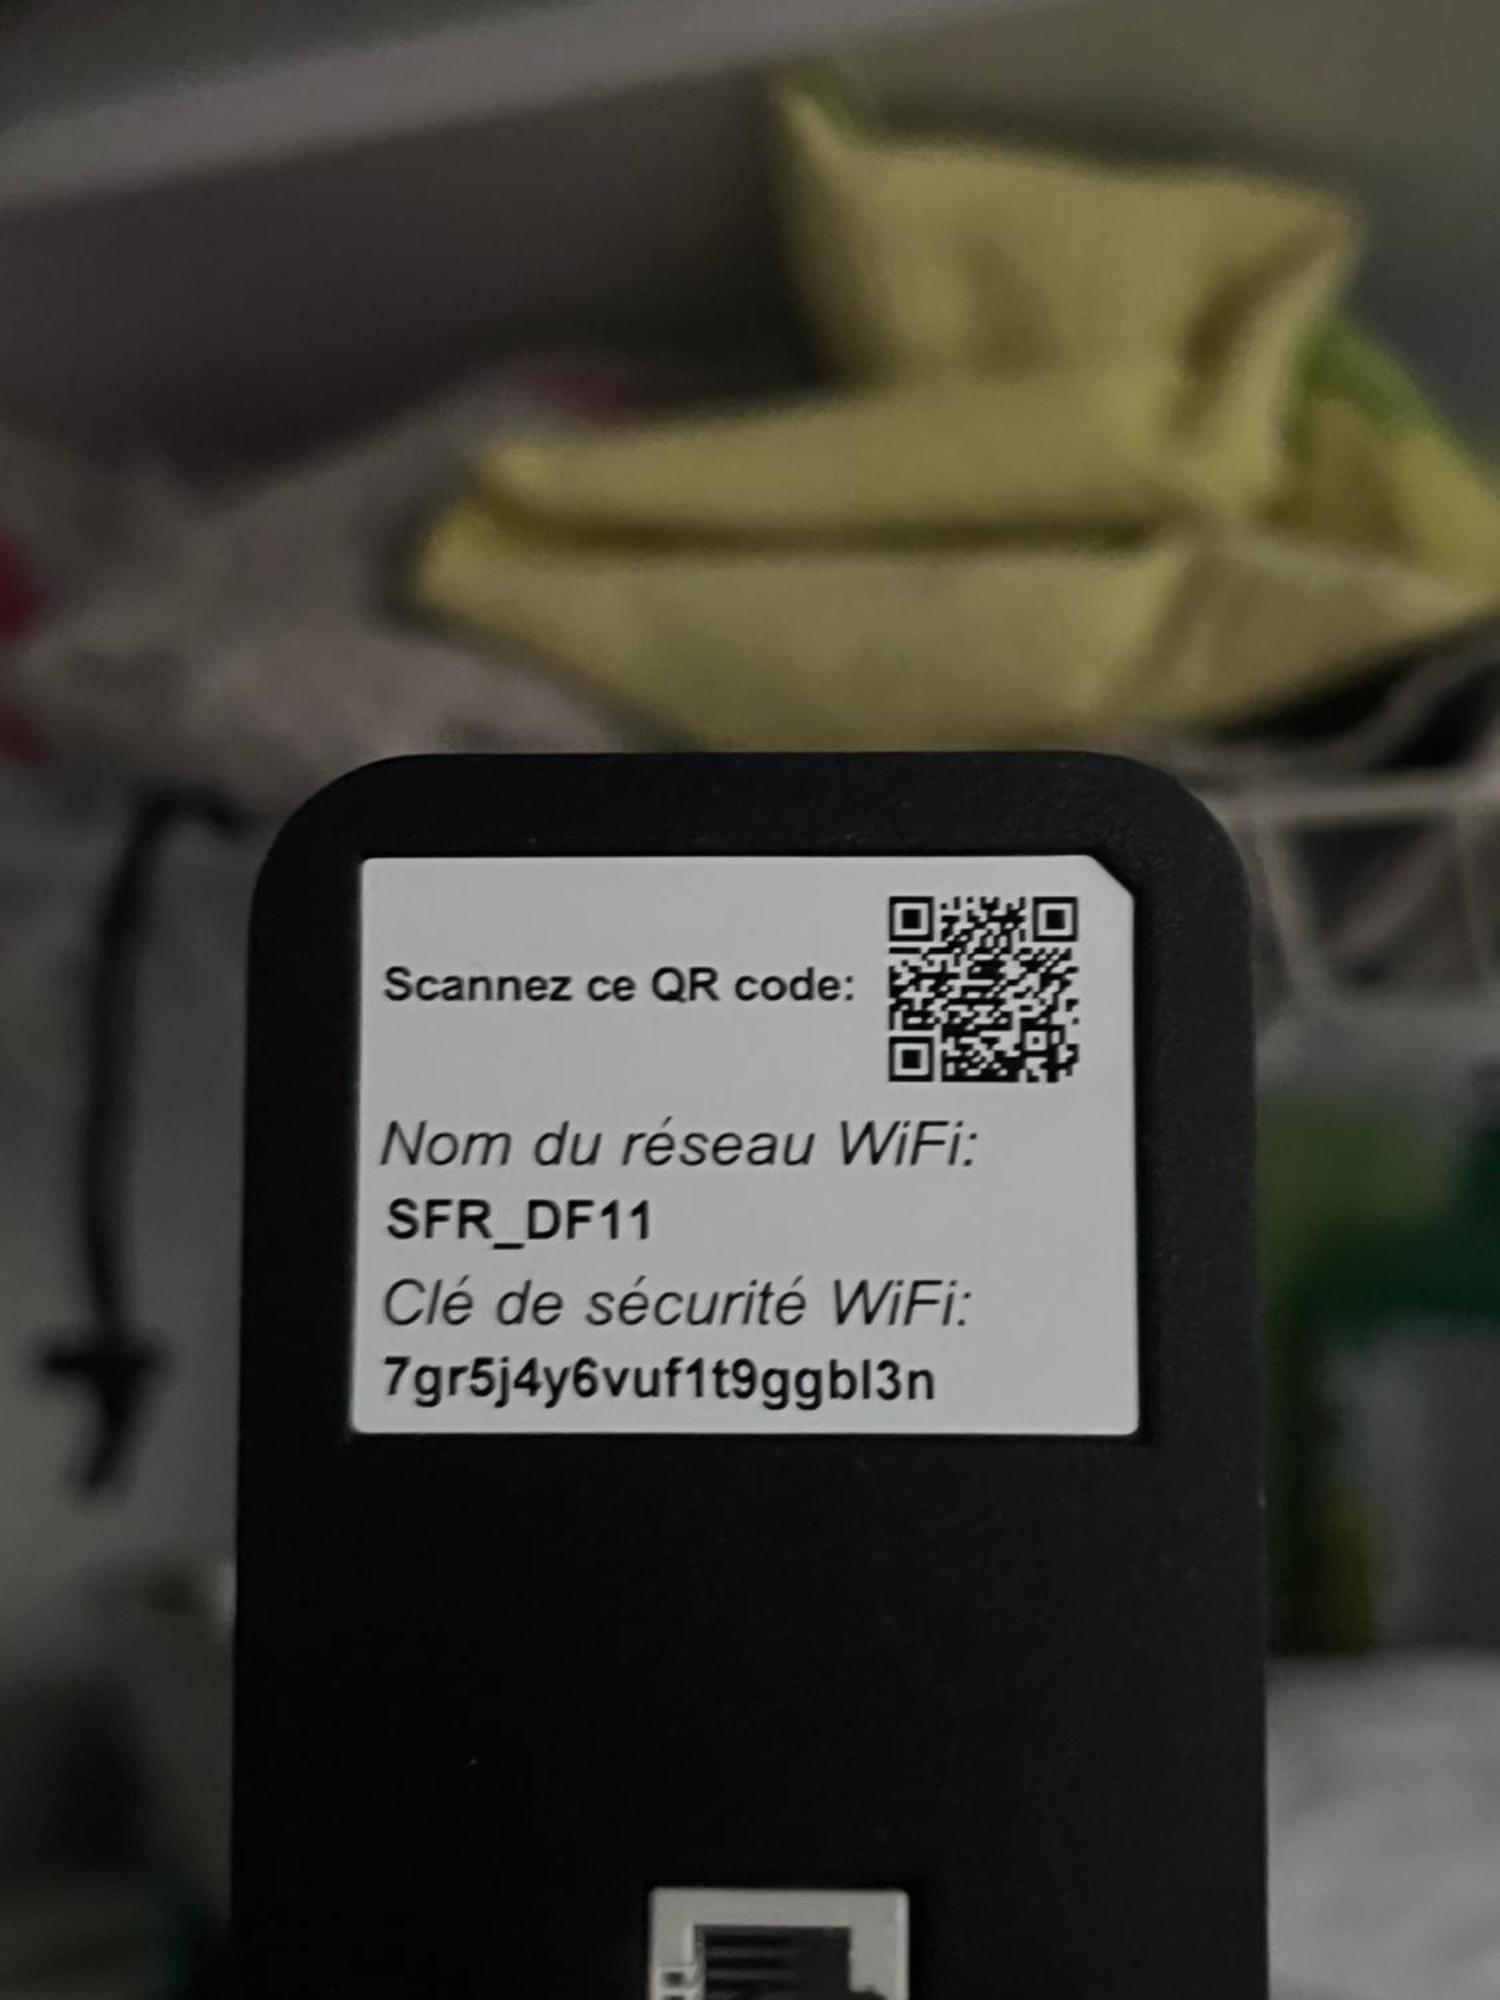 Scannez ce QR code:
Nom du réseau WiFi:
SFR_DF11
Clé de sécurité WiFi:
7gr5j4y6vuf1t9ggbl3n